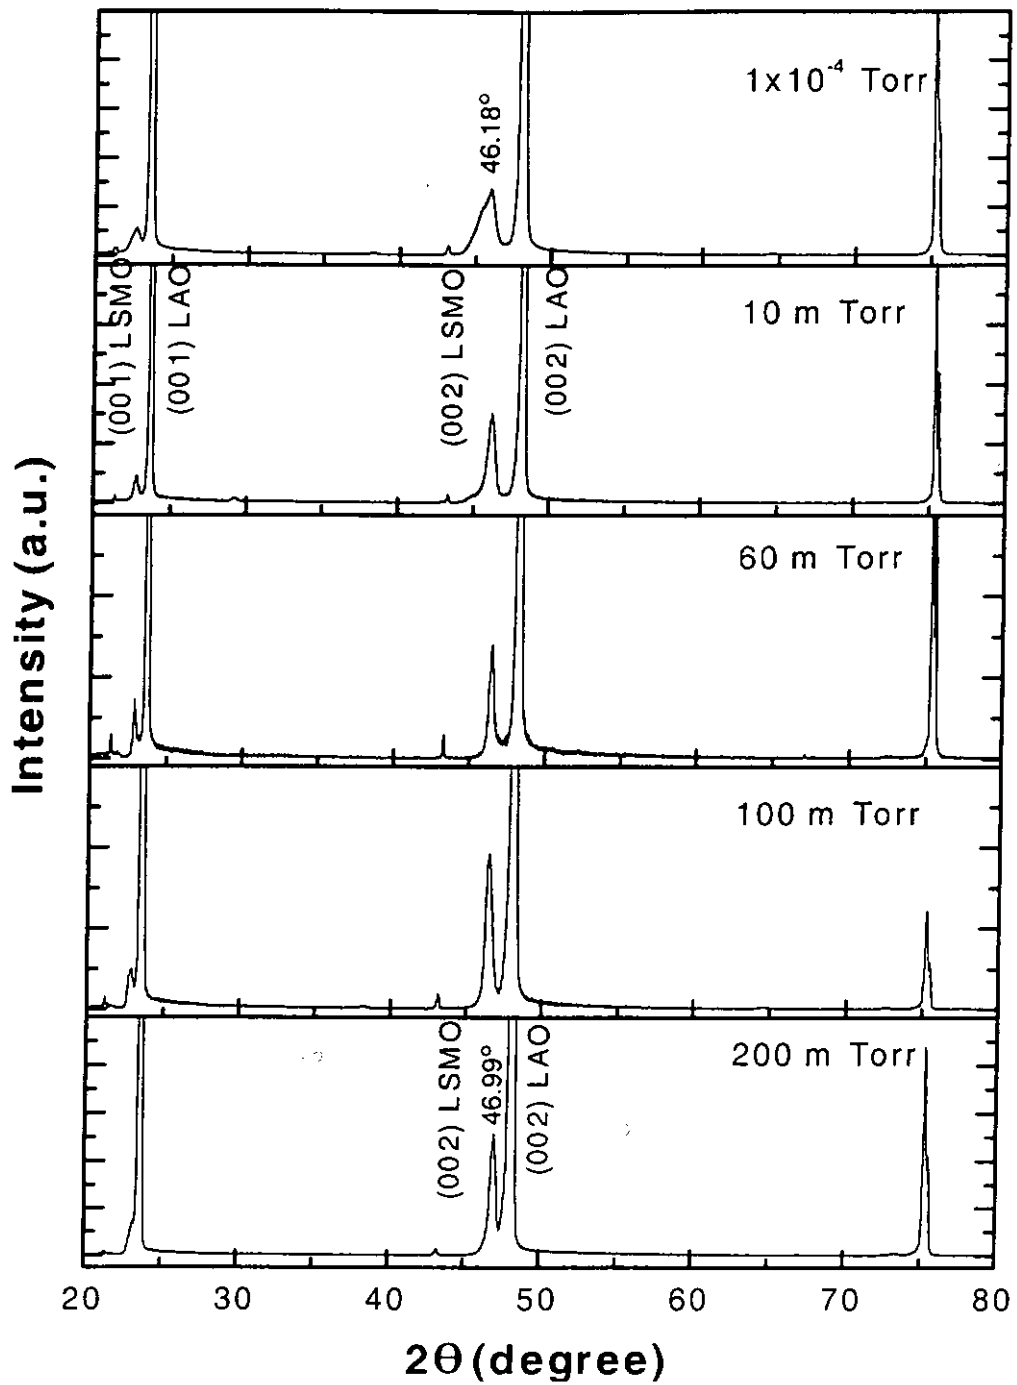 1x10-4 Torr
46.18°
(001) LSMO
(001) LAO
(002) LSMO
(002) LAO
10 m Torr
60 m Torr
100 m Torr
(002) LSMO
46.99°
(002) LAO
200 m Torr
Intensity (a.u.)
20 30 40 50 60 70 80
2Θ (degree)